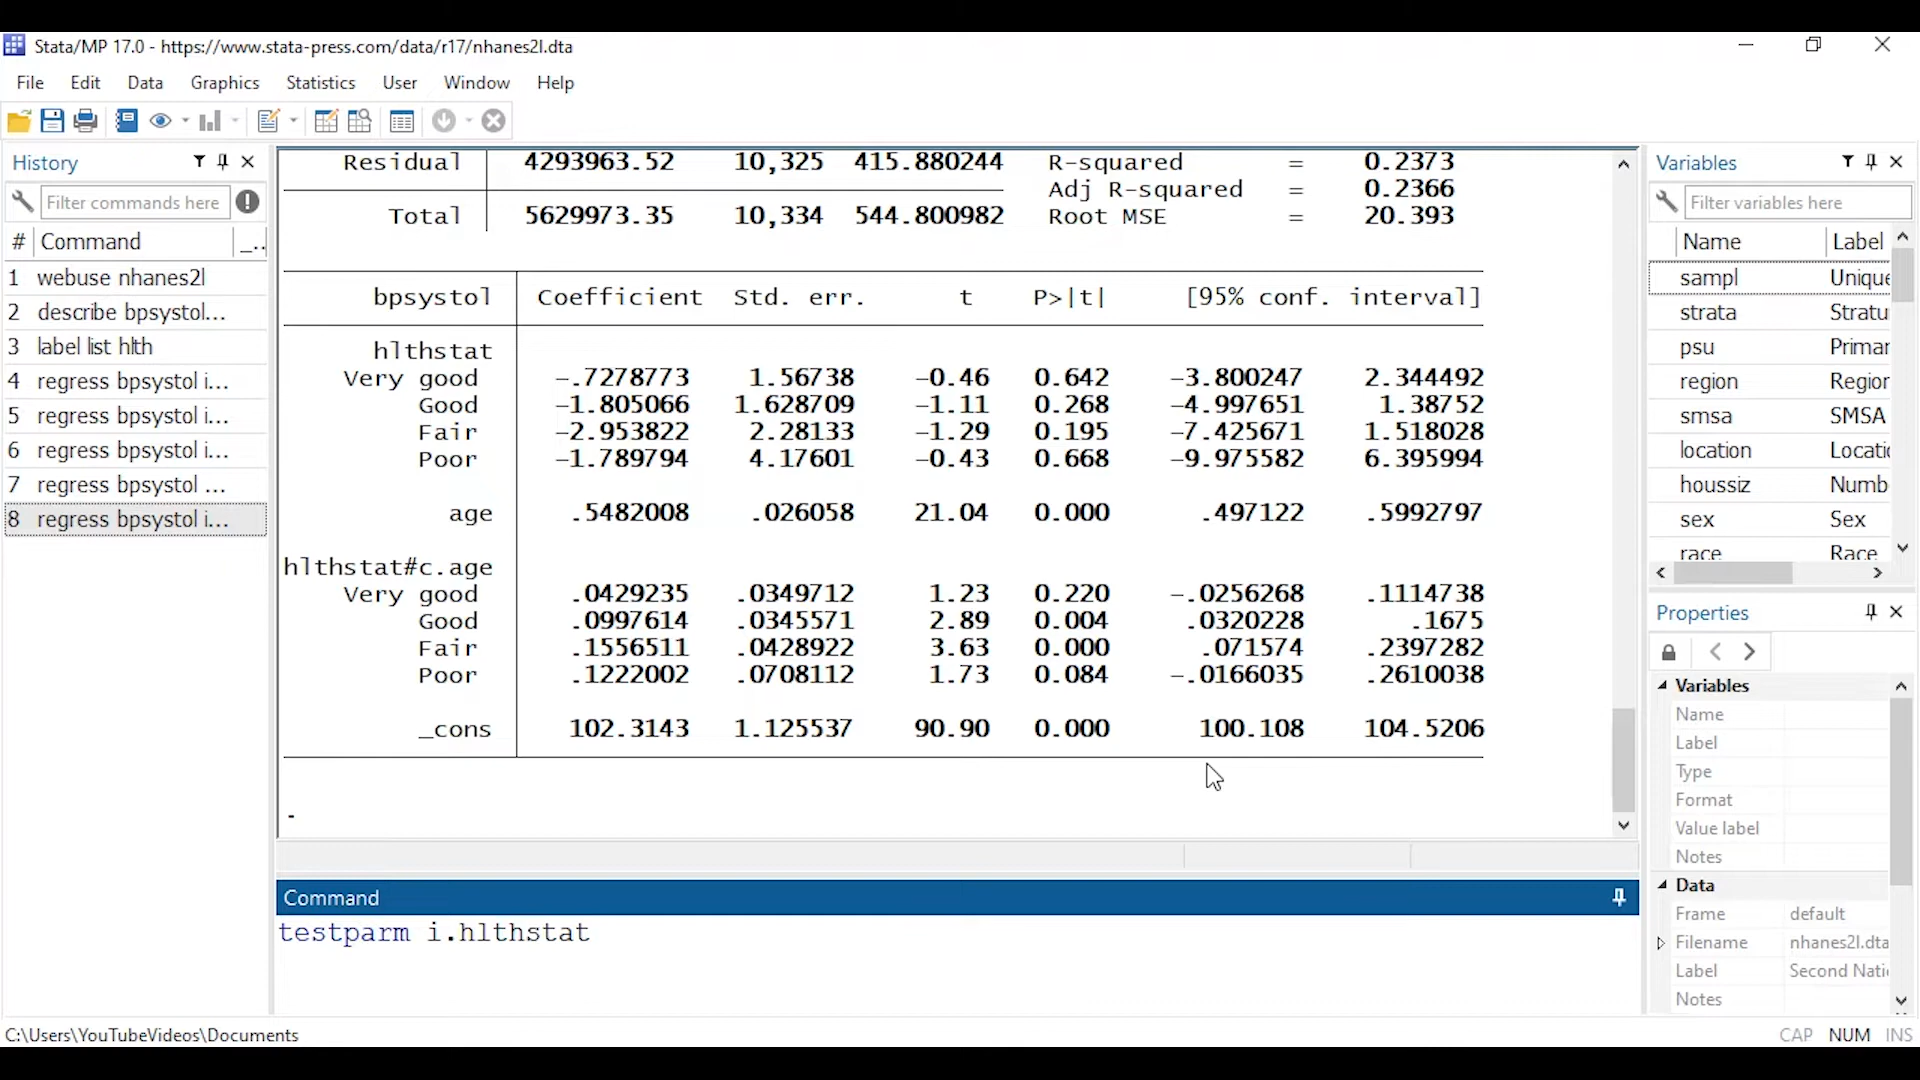 Stata/MP 17.0 - https://www.stata-press.com/data/r17/nhanes2l.dta
File Edit Data Graphics Statistics User Window Help
History
Filter commands here
# Command _..
1 webuse nhanes2l
2 describe bpsystol...
3 label list hlth
4 regress bpsystol i...
5 regress bpsystol i...
6 regress bpsystol i...
7 regress bpsystol ...
8 regress bpsystol i...
Residual 4293963.52 10,325 415.880244 R-squared = 0.2373
Adj R-squared = 0.2366
Total 5629973.35 10,334 544.800982 Root MSE = 20.393
bpsystol Coefficient Std. err. t P>|t| [95% conf. interval]
hlthstat
Very good -.7278773 1.56738 -0.46 0.642 -3.800247 2.344492
Good -1.805066 1.628709 -1.11 0.268 -4.997651 1.38752
Fair -2.953822 2.28133 -1.29 0.195 -7.425671 1.518028
Poor -1.789794 4.17601 -0.43 0.668 -9.975582 6.395994
age .5482008 .026058 21.04 0.000 .497122 .5992797
hlthstat#c.age
Very good .0429235 .0349712 1.23 0.220 -.0256268 .1114738
Good .0997614 .0345571 2.89 0.004 .0320228 .1675
Fair .1556511 .0428922 3.63 0.000 .071574 .2397282
Poor .1222002 .0708112 1.73 0.084 -.0166035 .2610038
_cons 102.3143 1.125537 90.90 0.000 100.108 104.5206
.
Command
testparm i.hlthstat
Variables
Filter variables here
Name Label
sampl Unique
strata Stratu
psu Primar
region Region
smsa SMSA
location Locatio
houssiz Numb
sex Sex
race Race
Properties
Variables
Name
Label
Type
Format
Value label
Notes
Data
Frame default
Filename nhanes2l.dta
Label Second Nati
Notes
C:\Users\YouTubeVideos\Documents
CAP NUM INS